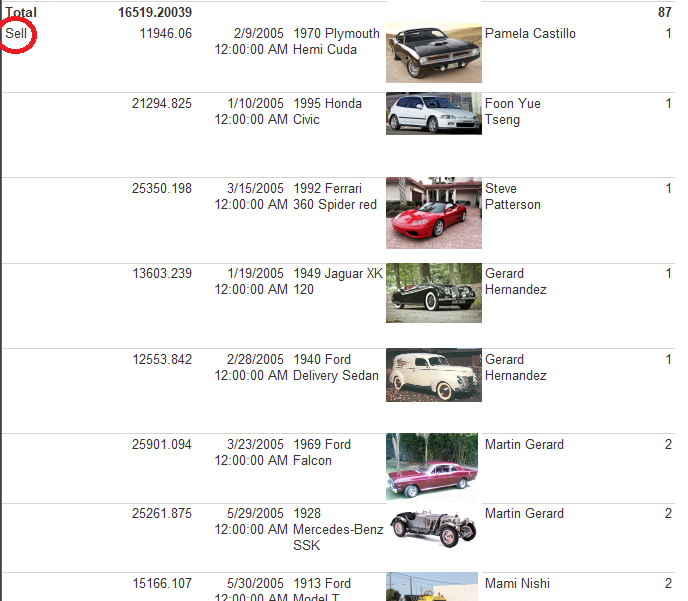 Total 16519.20039 87
Sell 11946.06 2/9/2005 1970 Plymouth Pamela Castillo 1
12:00:00 AM Hemi Cuda
21294.825 1/10/2005 1995 Honda Foon Yue 1
12:00:00 AM Civic Tseng
25350.198 3/15/2005 1992 Ferrari Steve 1
12:00:00 AM 360 Spider red Patterson
13603.239 1/19/2005 1949 Jaguar XK Gerard 1
12:00:00 AM 120 Hernandez
12553.842 2/28/2005 1940 Ford Gerard 1
12:00:00 AM Delivery Sedan Hernandez
25901.094 3/23/2005 1969 Ford Martin Gerard 2
12:00:00 AM Falcon
25261.875 5/29/2005 1928 Martin Gerard 2
12:00:00 AM Mercedes-Benz
SSK
15166.107 5/30/2005 1913 Ford Mami Nishi 2
12:00:00 AM Model T